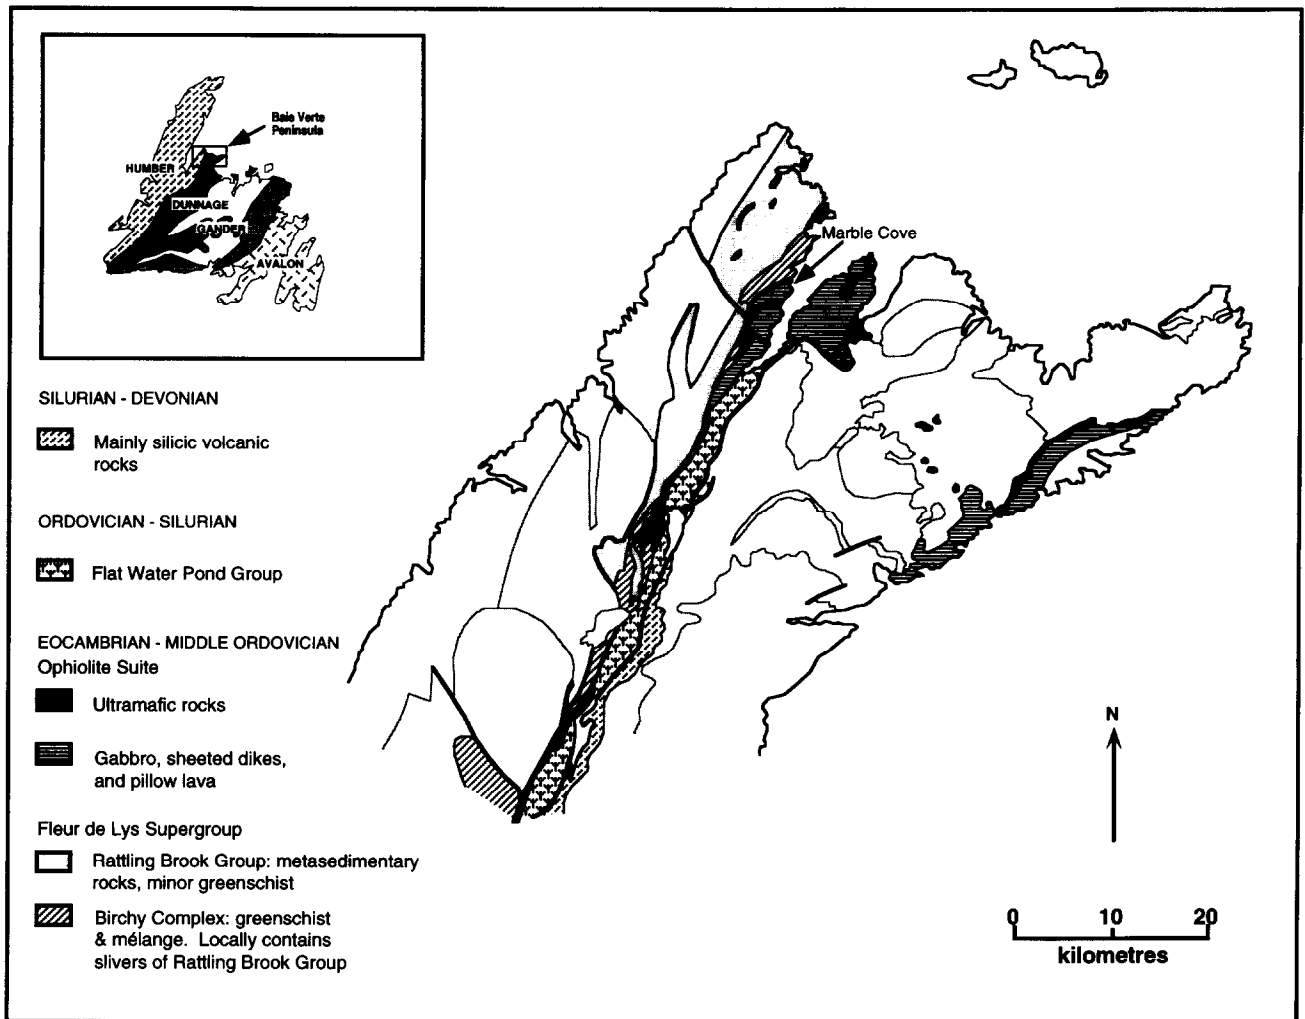 Baie Verte
Peninsula
HUMBER
DUNNAGE
GANDER
AVALON
Marble Cove
SILURIAN - DEVONIAN
Mainly silicic volcanic
rocks
ORDOVICIAN - SILURIAN
Flat Water Pond Group
EOCAMBRIAN - MIDDLE ORDOVICIAN
Ophiolite Suite
Ultramafic rocks
Gabbro, sheeted dikes,
and pillow lava
Fleur de Lys Supergroup
Rattling Brook Group: metasedimentary
rocks, minor greenschist
Birchy Complex: greenschist
& mélange. Locally contains
slivers of Rattling Brook Group
N
0 10 20
kilometres